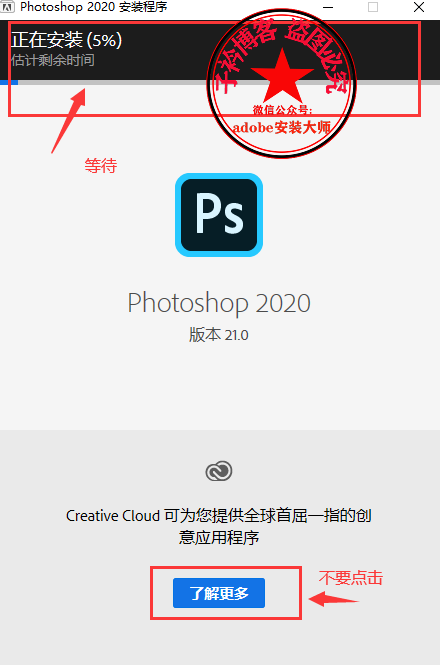 Photoshop 2020 安装程序
正在安装 (5%)
估计剩余时间
子衿博客 盗图必究
微信公众号:
adobe安装大师
等待
Ps
Photoshop 2020
版本 21.0
Creative Cloud 可为您提供全球首屈一指的创
意应用程序
了解更多
不要点击